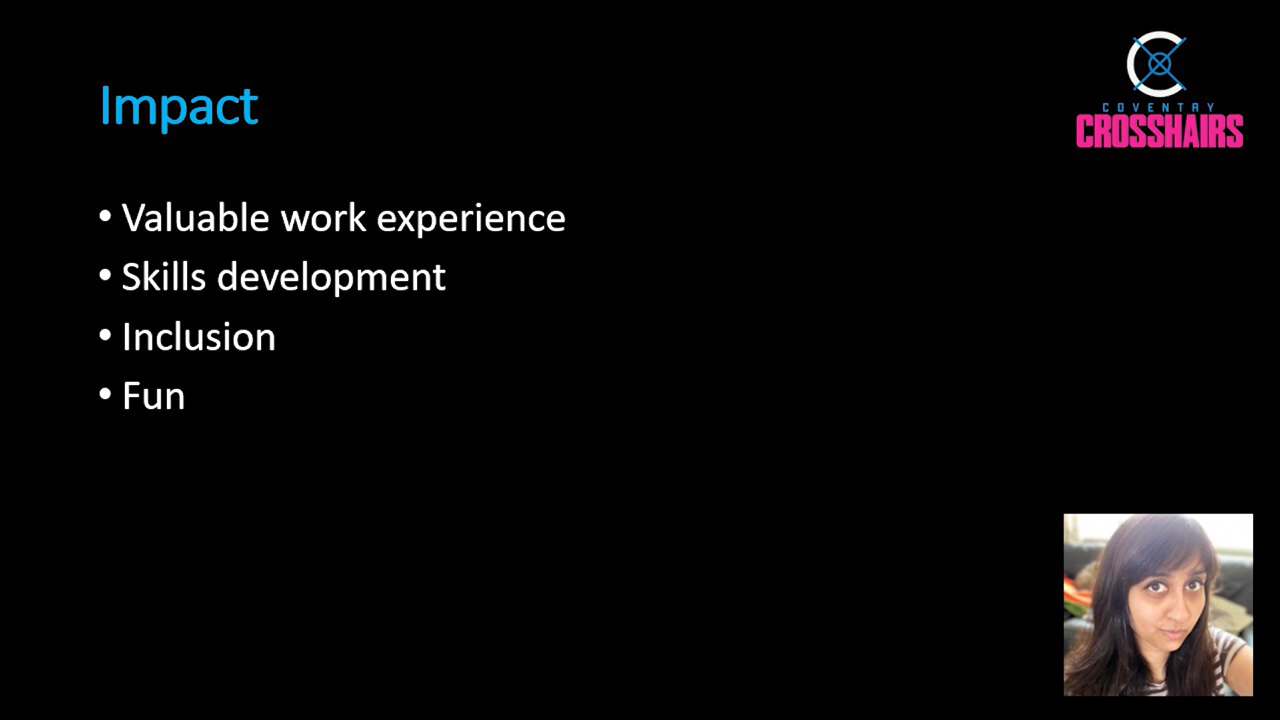 Impact
COVENTRY
CROSSHAIRS
• Valuable work experience
• Skills development
• Inclusion
• Fun